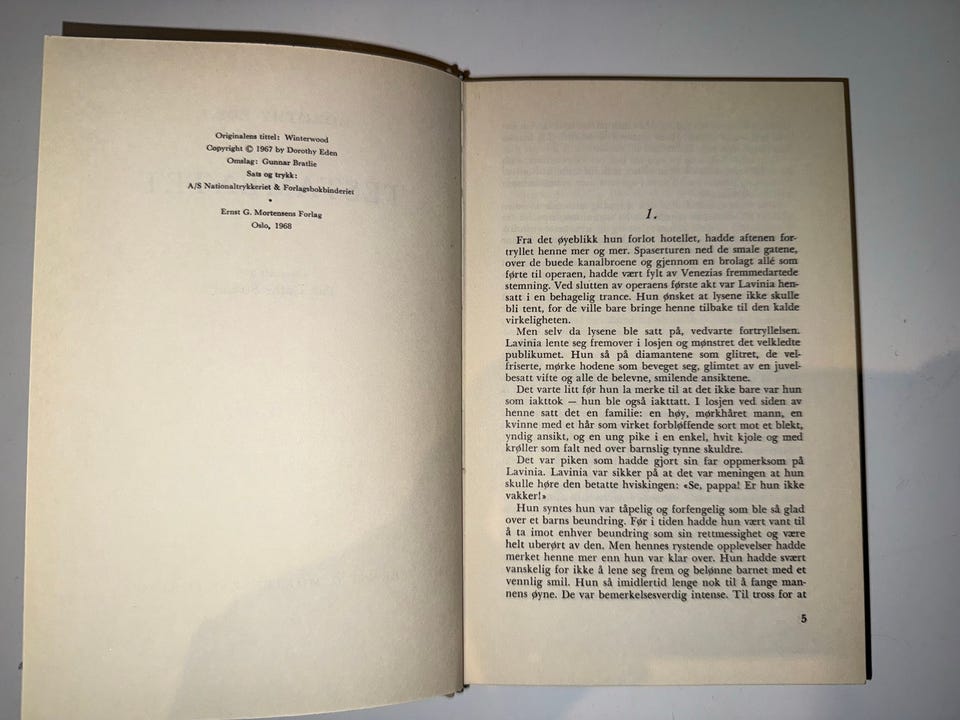 Originalens tittel: Winterwood
Copyright © 1967 by Dorothy Eden
Omslag: Gunnar Bratlie
Sats og trykk:
A/S Nationaltrykkeriet & Forlagsbokbinderiet
•
Ernst G. Mortensens Forlag
Oslo, 1968
1.
Fra det øyeblikk hun forlot hotellet, hadde aftenen for-
tryllet henne mer og mer. Spaserturen ned de smale gatene,
over de buede kanalbroene og gjennom en brolagt allé som
førte til operaen, hadde vært fylt av Venezias fremmedartede
stemning. Ved slutten av operaens første akt var Lavinia hen-
satt i en behagelig trance. Hun ønsket at lysene ikke skulle
bli tent, for de ville bare bringe henne tilbake til den kalde
virkeligheten.
Men selv da lysene ble satt på, vedvarte fortryllelsen.
Lavinia lente seg fremover i losjen og mønstret det velkledte
publikumet. Hun så på diamantene som glitret, de vel-
friserte, mørke hodene som beveget seg, glimtet av en juvel-
besatt vifte og alle de belevne, smilende ansiktene.
Det varte litt før hun la merke til at det ikke bare var hun
som iakttok — hun ble også iakttatt. I losjen ved siden av
henne satt det en familie: en høy, mørkhåret mann, en
kvinne med et hår som virket forbløffende sort mot et blekt,
yndig ansikt, og en ung pike i en enkel, hvit kjole og med
krøller som falt ned over barnslig tynne skuldre.
Det var piken som hadde gjort sin far oppmerksom på
Lavinia. Lavinia var sikker på at det var meningen at hun
skulle høre den betatte hviskingen: «Se, pappa! Er hun ikke
vakker!»
Hun syntes hun var tåpelig og forfengelig som ble så glad
over et barns beundring. Før i tiden hadde hun vært vant til
å ta imot enhver beundring som sin rettmessighet og være
helt uberørt av den. Men hennes rystende opplevelser hadde
merket henne mer enn hun var klar over. Hun hadde svært
vanskelig for ikke å lene seg frem og belønne barnet med et
vennlig smil. Hun så imidlertid lenge nok til å fange man-
nens øyne. De var bemerkelsesverdig intense. Til tross for at
5